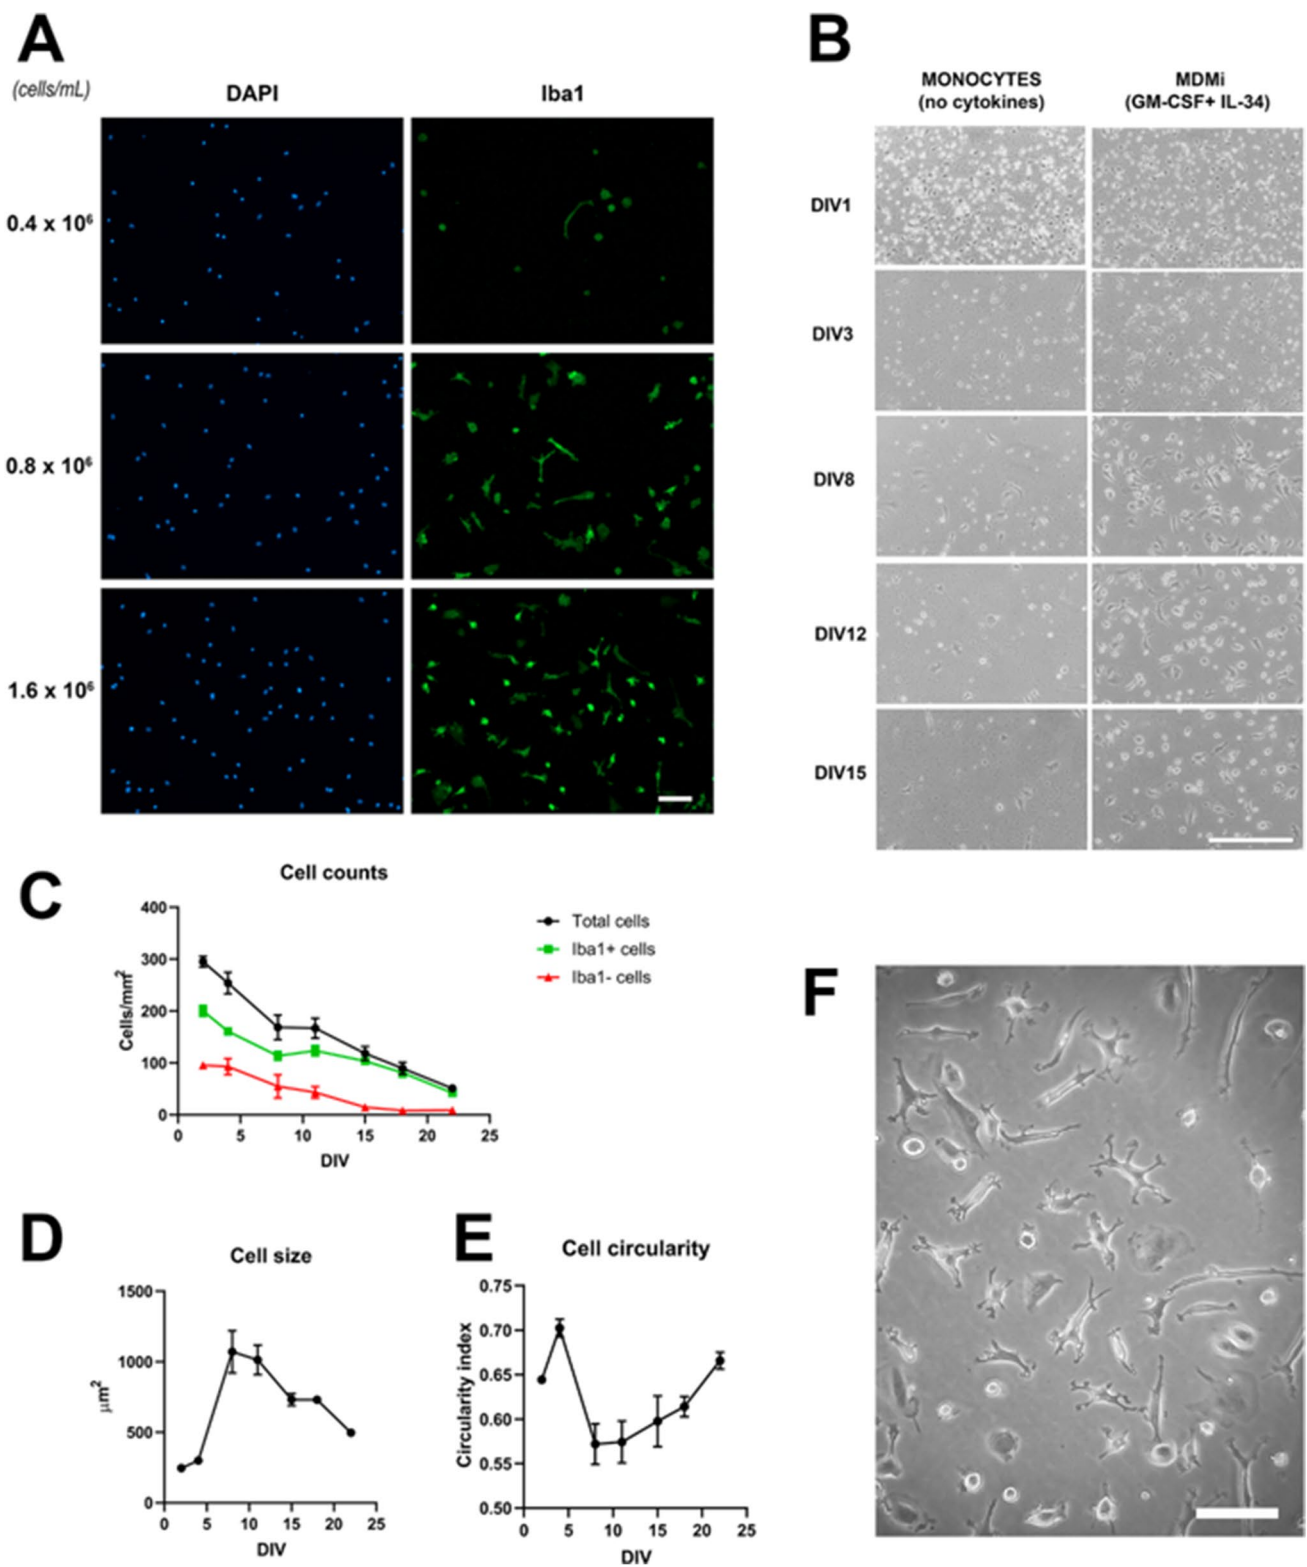 A
B
(cells/mL)
DAPI
Iba1
MONOCYTES
(no cytokines)
MDMi
(GM-CSF+ IL-34)
0.4 x 10⁶
0.8 x 10⁶
1.6 x 10⁶
DIV1
DIV3
DIV8
DIV12
DIV15
C
Cell counts
Cells/mm²
400
300
200
100
0
0 5 10 15 20 25
DIV
Total cells
Iba1+ cells
Iba1- cells
F
D
Cell size
µm²
1500
1000
500
0
0 5 10 15 20 25
DIV
E
Cell circularity
Circularity index
0.75
0.70
0.65
0.60
0.55
0.50
0 5 10 15 20 25
DIV